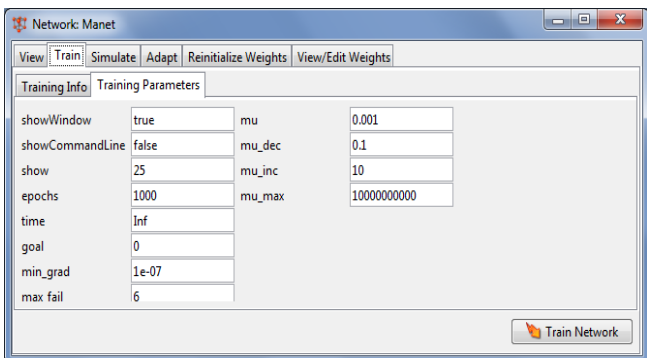 Network: Manet
View Train Simulate Adapt Reinitialize Weights View/Edit Weights
Training Info Training Parameters
showWindow true mu 0.001
showCommandLine false mu_dec 0.1
show 25 mu_inc 10
epochs 1000 mu_max 10000000000
time Inf
goal 0
min_grad 1e-07
max fail 6
Train Network